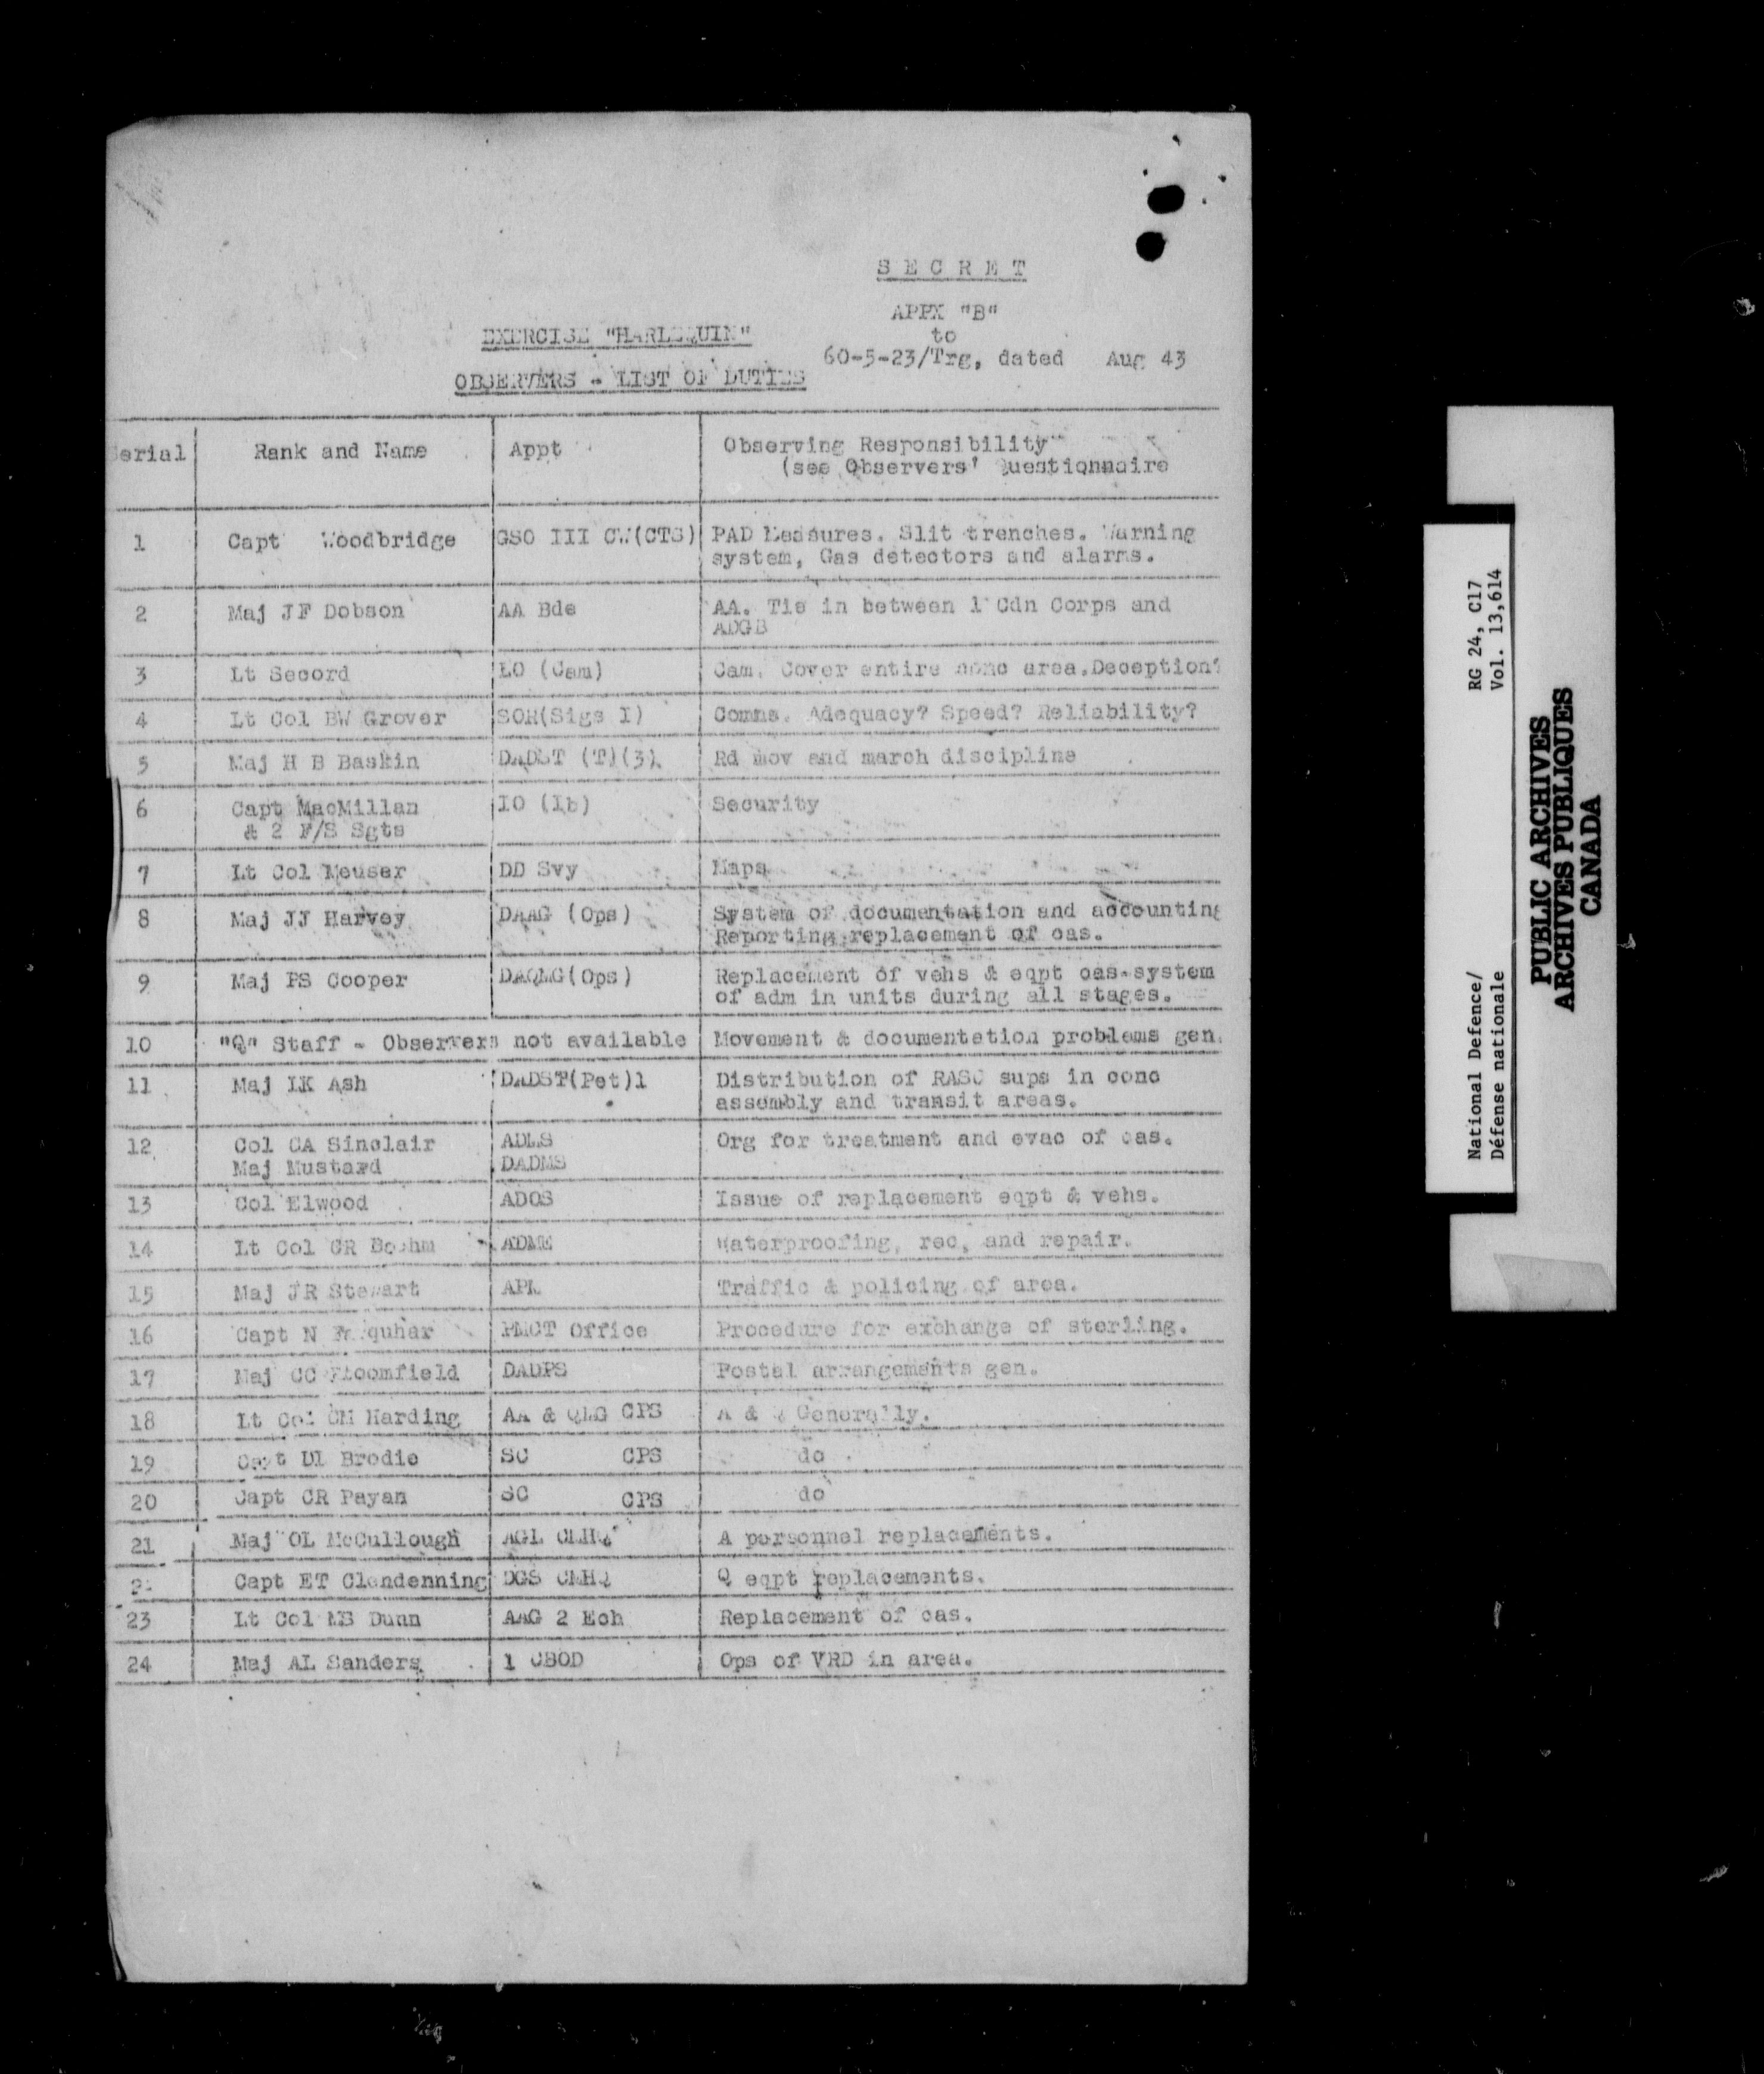 S E C R E T
APPX "B"
to
60-5-23/Trg, dated Aug 43
EXERCISE "HARLEQUIN"
OBSERVERS - LIST OF DUTIES
erial Rank and Name Appt Observing Responsibility
(see Observers' Questionnaire
1 Capt Woodbridge GSO III CW(CTS) PAD Measures. Slit trenches. Warning
system, Gas detectors and alarms.
2 Maj JF Dobson AA Bde AA. Tie in between 1 Cdn Corps and
ADGB
3 Lt Secord LO (Cam) Cam. Cover entire conc area.Deception?
4 Lt Col BW Grover SOR(Sigs I) Comms. Adequacy? Speed? Reliability?
5 Maj H B Baskin DADST (T)(3) Rd mov and march discipline
6 Capt MacMillan IO (Ib) Security
& 2 F/S Sgts
7 Lt Col Meuser DD Svy Maps
8 Maj JJ Harvey DAAG (Ops) System of documentation and accounting
Reporting replacement of cas.
9 Maj PS Cooper DAQMG(Ops) Replacement of vehs & eqpt cas.system
of adm in units during all stages.
10 "Q" Staff - Observers not available Movement & documentation problems gen.
11 Maj IK Ash DADST(Pet)1 Distribution of RASC sups in conc
assembly and transit areas.
12 Col CA Sinclair ADMS Org for treatment and evac of cas.
Maj Mustard DADMS
13 Col Elwood ADOS Issue of replacement eqpt & vehs.
14 Lt Col CR Boehm ADME Waterproofing, rec, and repair.
15 Maj JR Stewart APM Traffic & policing of area.
16 Capt N Farquhar PMCT Office Procedure for exchange of sterling.
17 Maj CC Bloomfield DADPS Postal arrangements gen.
18 Lt Col CM Harding AA & QMG CPS A & Q Generally.
19 Capt DI Brodie SC CPS do
20 Capt CR Payan SC CPS do
21 Maj OL McCullough AG1 CMHQ A personnel replacements.
22 Capt ET Clendenning DGS CMHQ Q eqpt replacements.
23 Lt Col MS Dunn AAG 2 Ech Replacement of cas.
24 Maj AL Sanders 1 CBOD Ops of VRD in area.
National Defence/ RG 24, C17
Défense nationale Vol. 13,614
PUBLIC ARCHIVES
ARCHIVES PUBLIQUES
CANADA